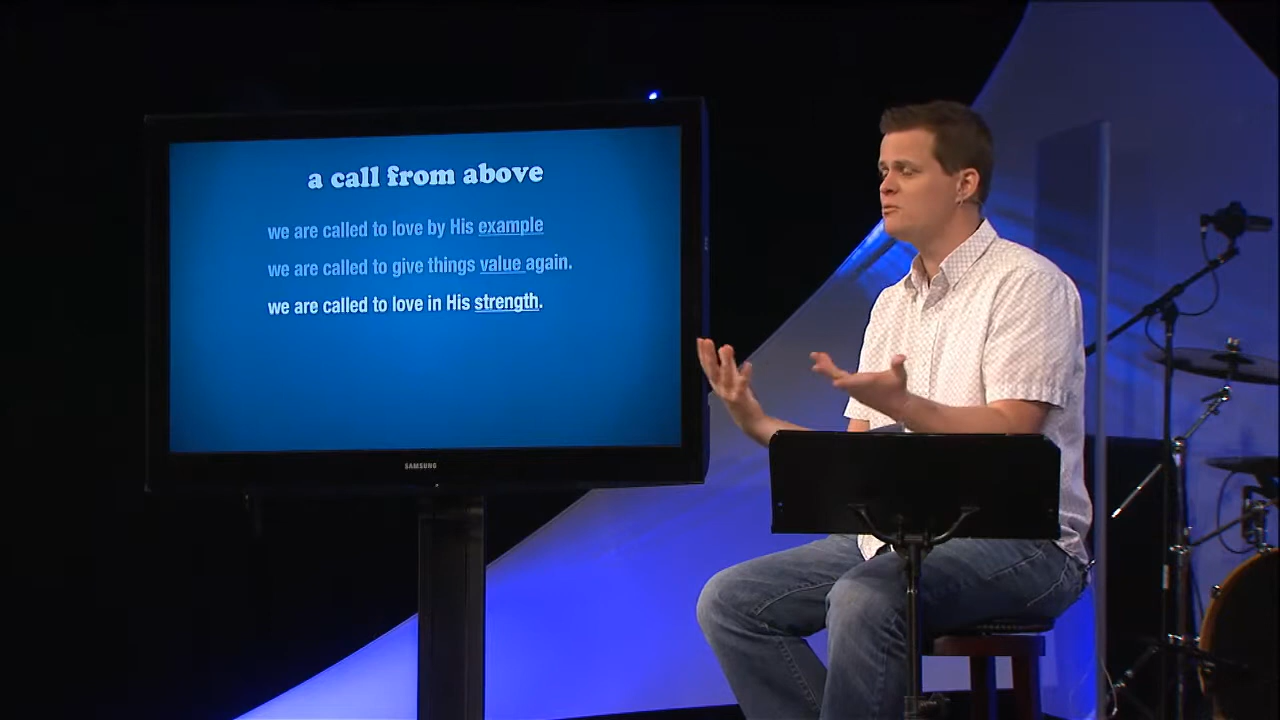 a call from above
we are called to love by His example
we are called to give things value again.
we are called to love in His strength.
SAMSUNG